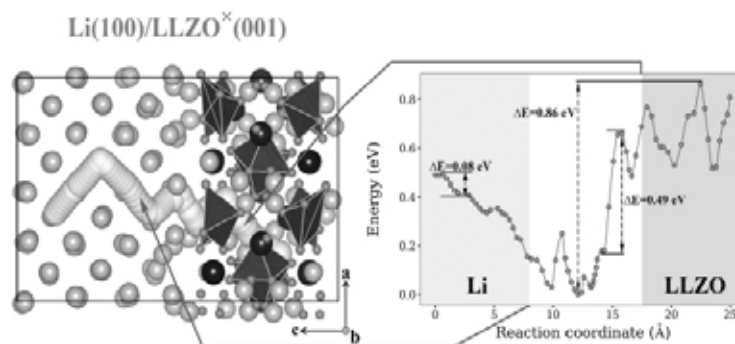 Li(100)/LLZO×(001)
a
c
b
Energy (eV)
0.8
0.6
0.4
0.2
0.0
ΔE=0.86 eV
ΔE=0.08 eV
ΔE=0.49 eV
Li
LLZO
0 5 10 15 20 25
Reaction coordinate (Å)